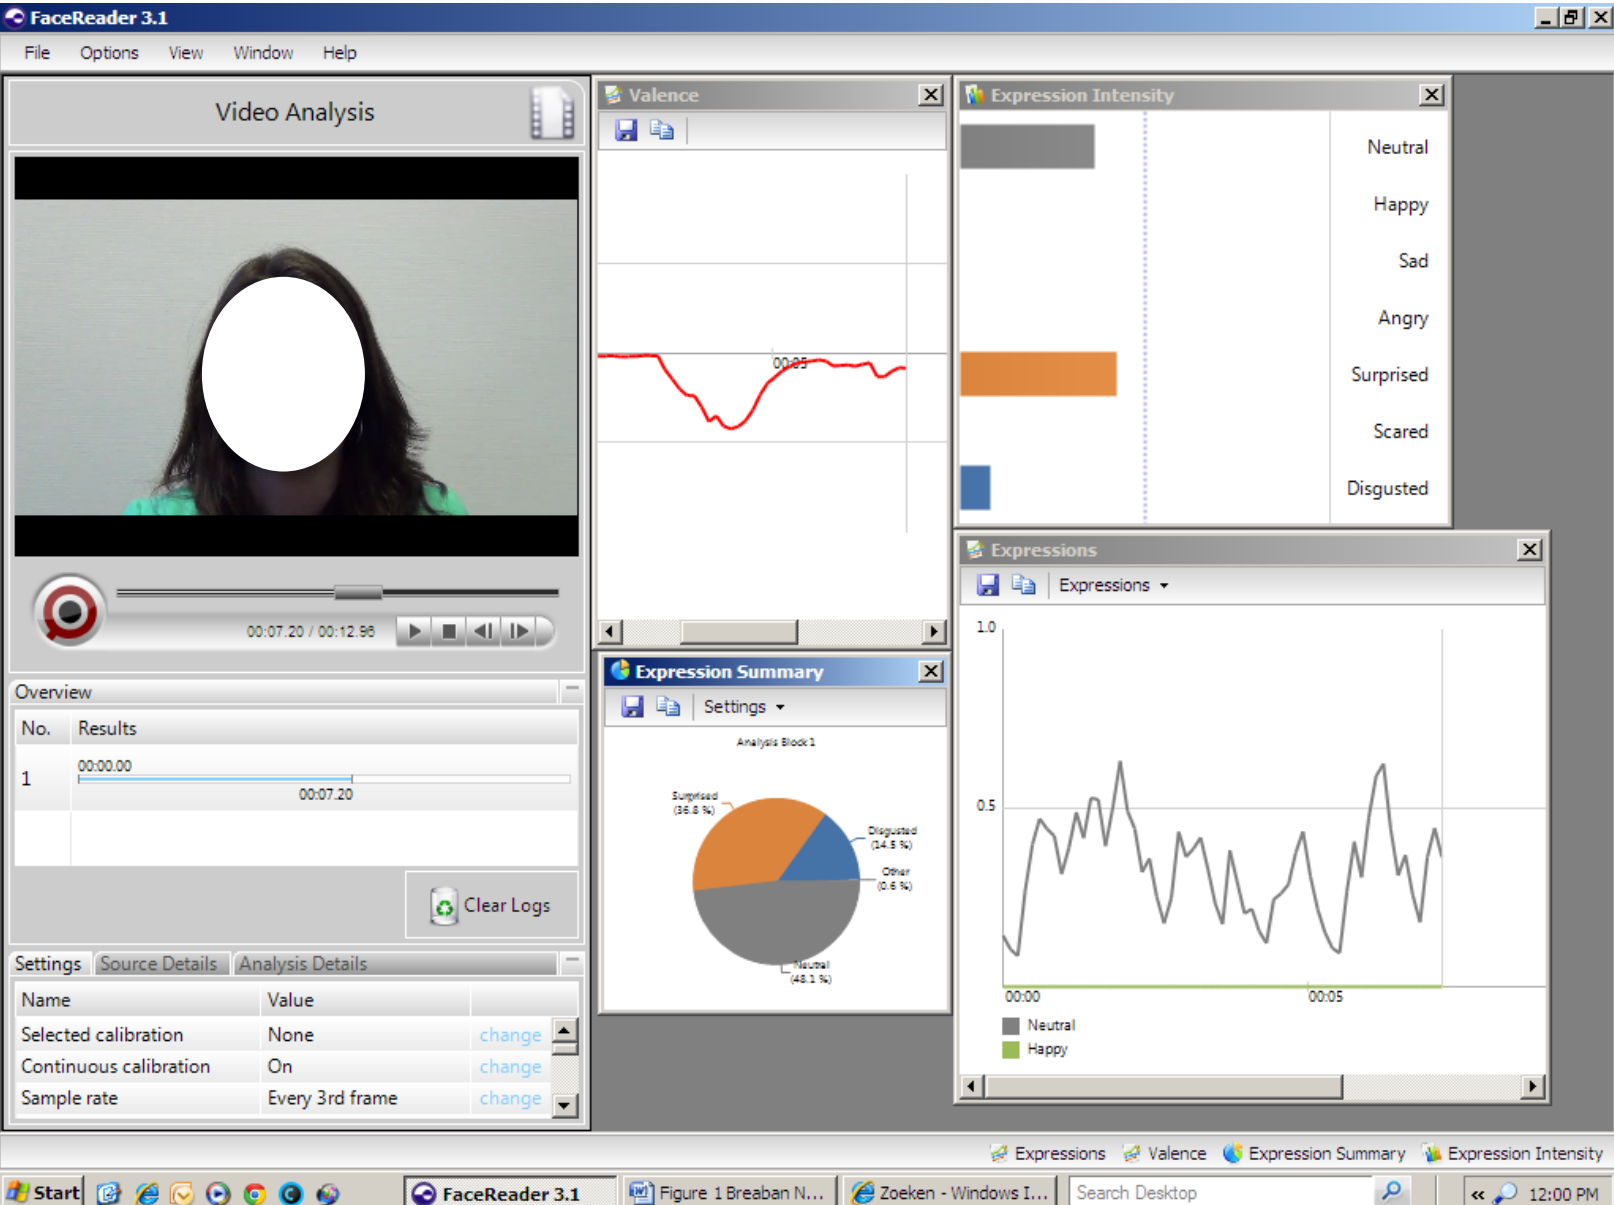 FaceReader 3.1
File Options View Window Help
Video Analysis
00:07.20 / 00:12.96
Overview
No. Results
1 00:00.00
00:07.20
Clear Logs
Settings Source Details Analysis Details
Name Value
Selected calibration None change
Continuous calibration On change
Sample rate Every 3rd frame change
Valence
00:05
Expression Summary
Settings
Analysis Block 1
Surprised
(36.8 %)
Disgusted
(14.5 %)
Other
(0.6 %)
Neutral
(48.1 %)
Expression Intensity
Neutral
Happy
Sad
Angry
Surprised
Scared
Disgusted
Expressions
Expressions
1.0
0.5
00:00 00:05
Neutral
Happy
Expressions Valence Expression Summary Expression Intensity
Start FaceReader 3.1 Figure 1 Breaban N... Zoeken - Windows I... Search Desktop « 12:00 PM